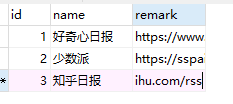 id name remark
1 好奇心日报 https://www.
2 少数派 https://sspa
* 3 知乎日报 ihu.com/rss